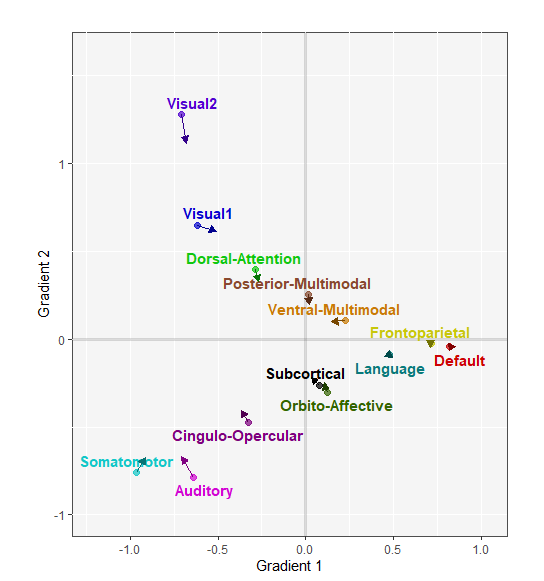 Visual2
1
Visual1
Dorsal-Attention
Posterior-Multimodal
Ventral-Multimodal
Frontoparietal
0
Default
Language
Subcortical
Orbito-Affective
Cingulo-Opercular
Somatomotor
Auditory
-1
Gradient 2
-1.0 -0.5 0.0 0.5 1.0
Gradient 1